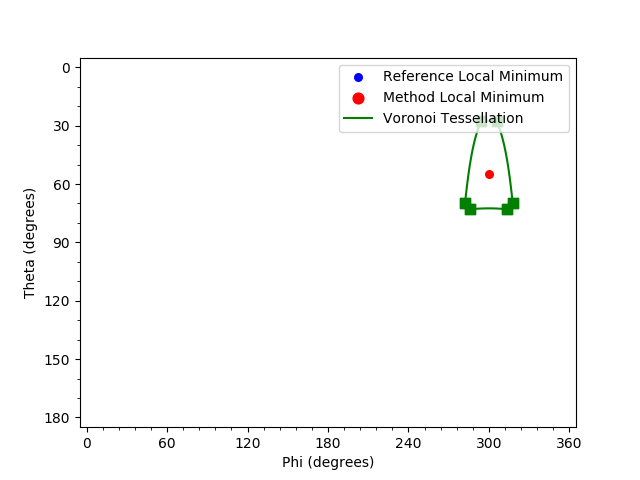 Reference Local Minimum
Method Local Minimum
Voronoi Tessellation
0
30
60
90
120
150
180
Theta (degrees)
0 60 120 180 240 300 360
Phi (degrees)